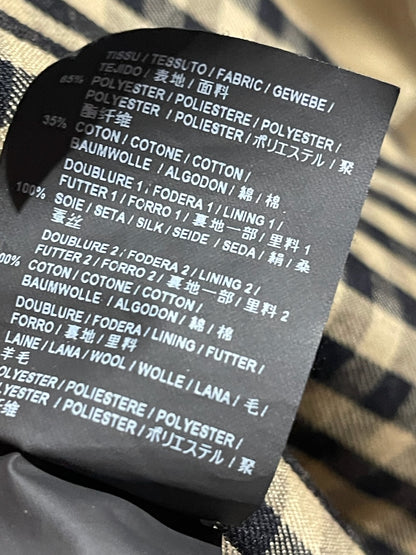 TISSU / TESSUTO / FABRIC / GEWEBE /
TEJIDO / 表地 / 面料
65% POLYESTER / POLIESTERE / POLYESTER /
POLYESTER / POLIESTER / ポリエステル / 聚
酯纤维
35% COTON / COTONE / COTTON /
BAUMWOLLE / ALGODON / 綿 / 棉
DOUBLURE 1 / FODERA 1 / LINING 1 /
FUTTER 1 / FORRO 1 / 裏地一部 / 里料 1
100% SOIE / SETA / SILK / SEIDE / SEDA / 絹 / 桑
蚕丝
DOUBLURE 2 / FODERA 2 / LINING 2 /
FUTTER 2 / FORRO 2 / 裏地一部 / 里料 2
00% COTON / COTONE / COTTON /
BAUMWOLLE / ALGODON / 綿 / 棉
DOUBLURE / FODERA / LINING / FUTTER /
FORRO / 裏地 / 里料
LAINE / LANA / WOOL / WOLLE / LANA / 毛 /
羊毛
POLYESTER / POLIESTERE / POLYESTER /
POLYESTER / POLIESTER / ポリエステル / 聚
纤维